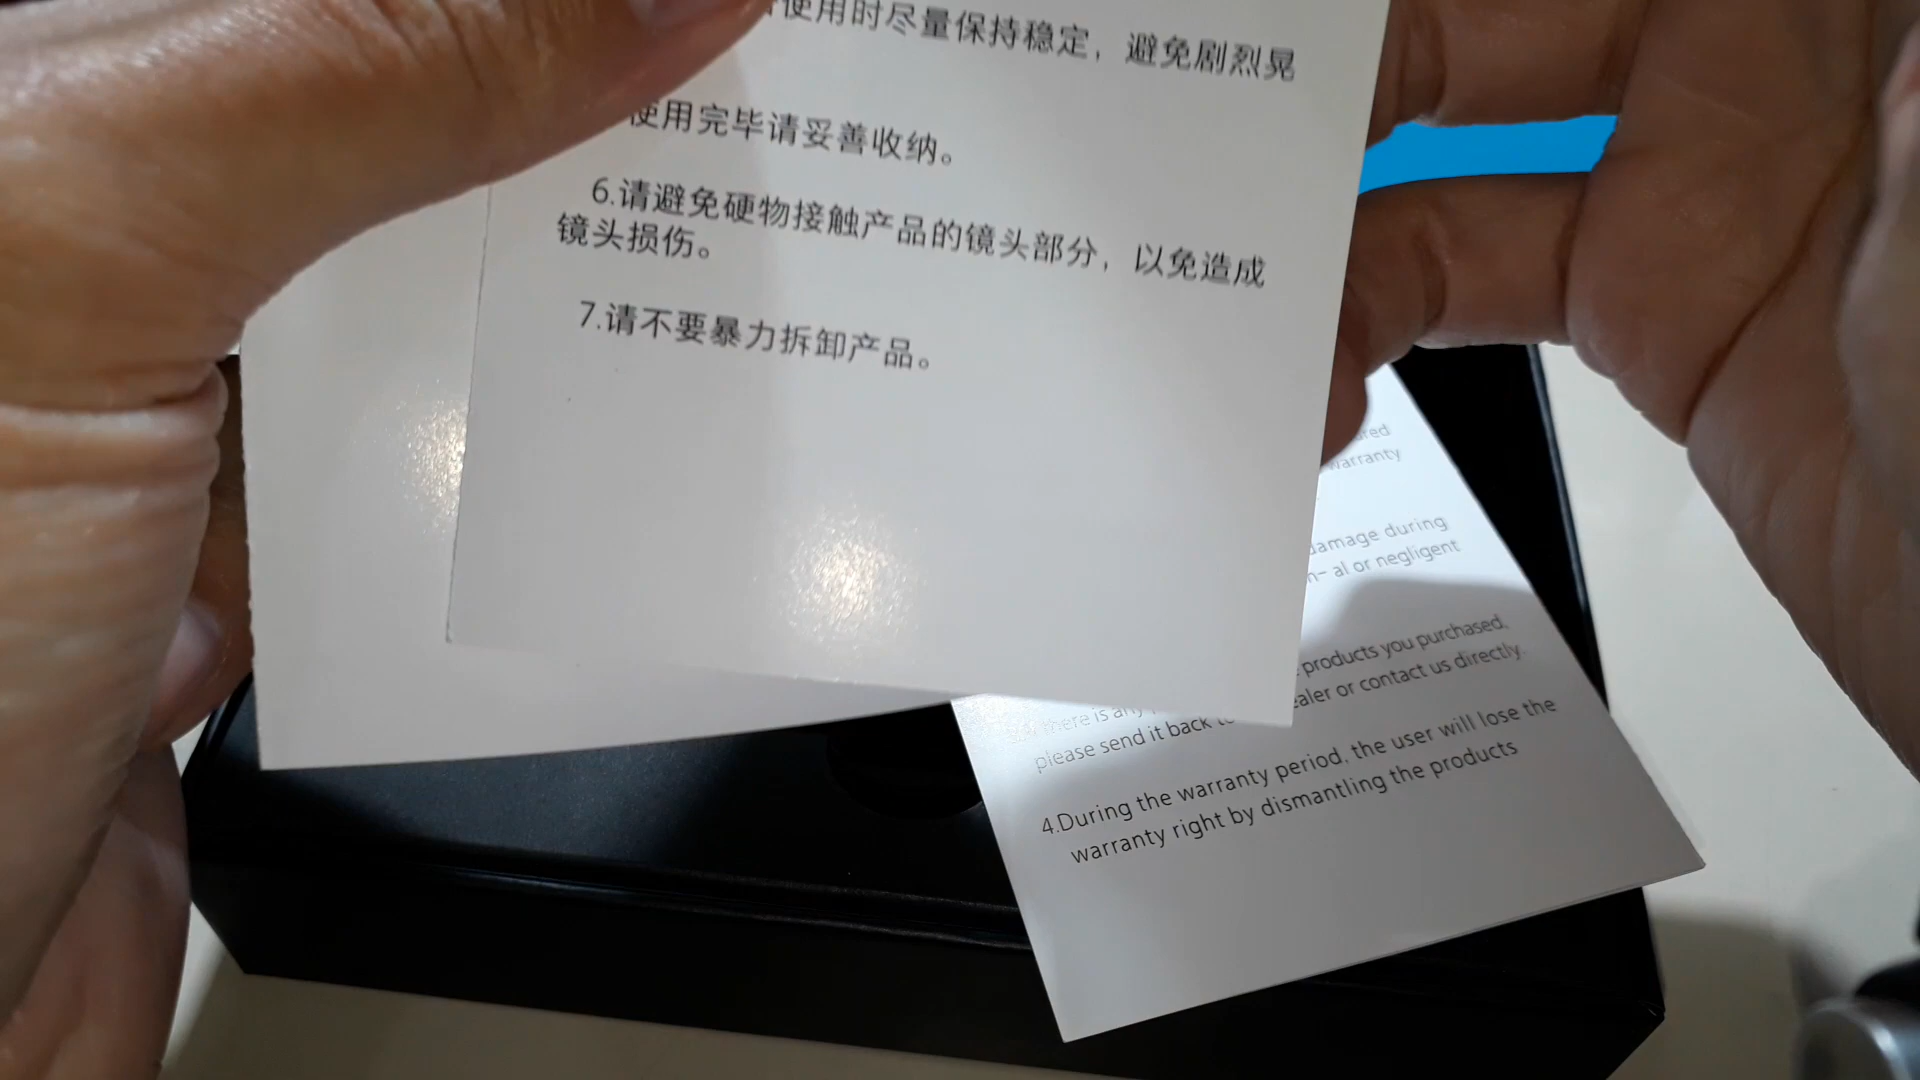 使用时尽量保持稳定，避免剧烈晃
使用完毕请妥善收纳。
6.请避免硬物接触产品的镜头部分，以免造成
镜头损伤。
7.请不要暴力拆卸产品。
warranty
damage during
al or negligent
products you purchased,
there is any
please send it back to
or contact us directly.
4.During the warranty period, the user will lose the
warranty right by dismantling the products